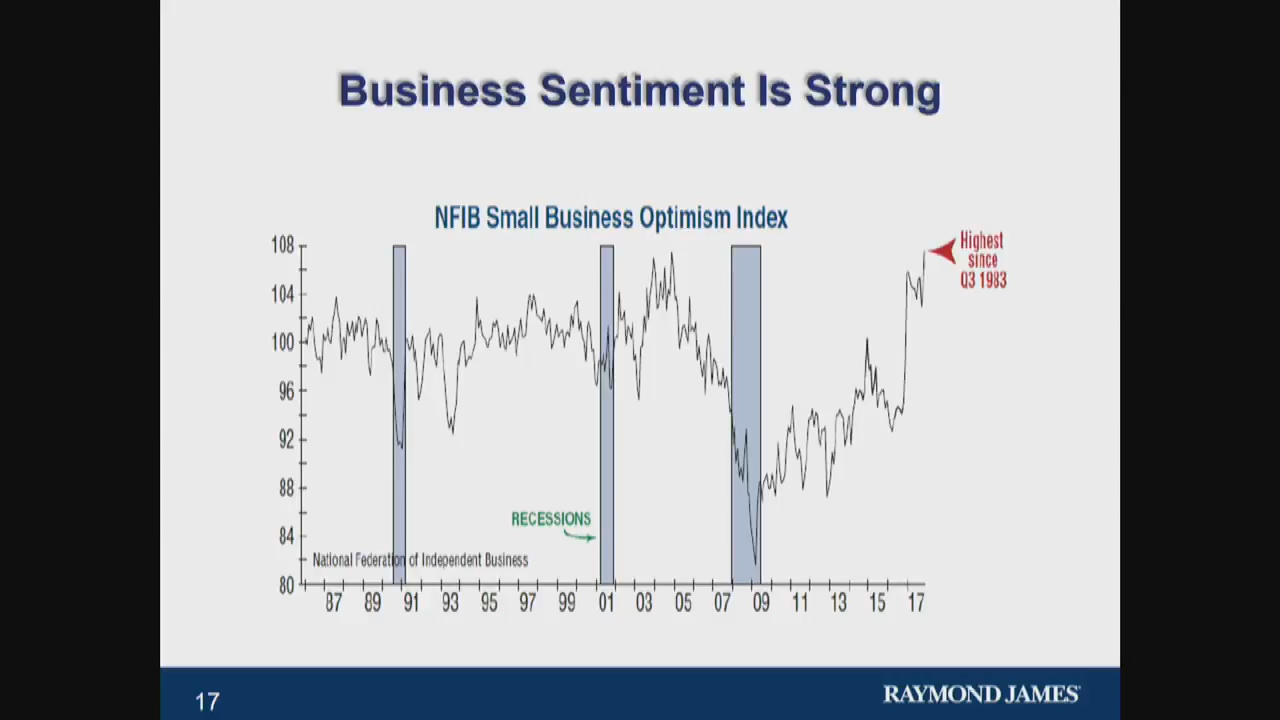 Business Sentiment Is Strong
NFIB Small Business Optimism Index
108
104
100
96
92
88
84
80
Highest
since
Q3 1983
RECESSIONS
National Federation of Independent Business
87 89 91 93 95 97 99 01 03 05 07 09 11 13 15 17
17
RAYMOND JAMES